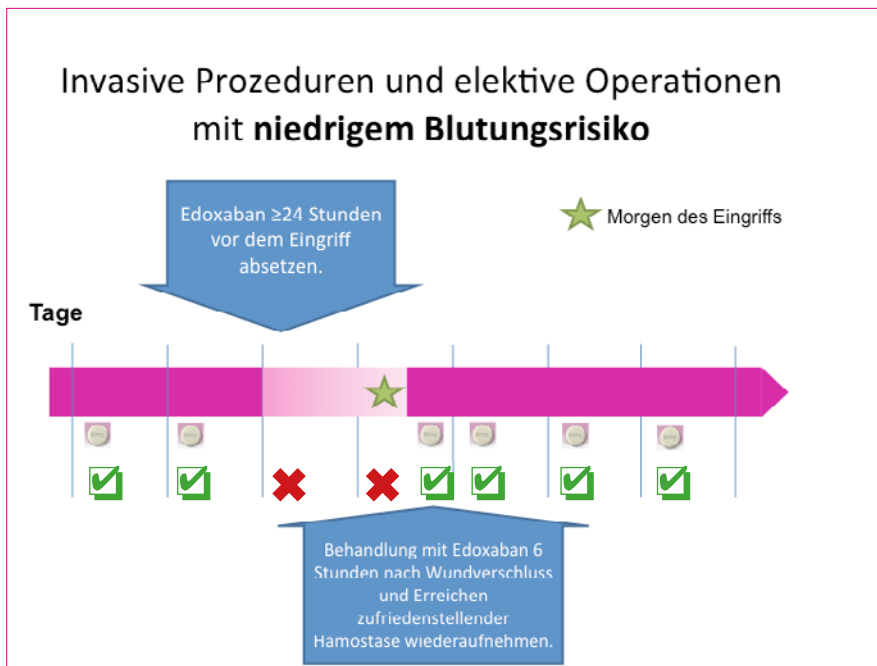 Invasive Prozeduren und elektive Operationen
mit niedrigem Blutungsrisiko
Edoxaban ≥24 Stunden
vor dem Eingriff
absetzen.
Morgen des Eingriffs
Tage
Behandlung mit Edoxaban 6
Stunden nach Wundverschluss
und Erreichen
zufriedenstellender
Hamostase wiederaufnehmen.